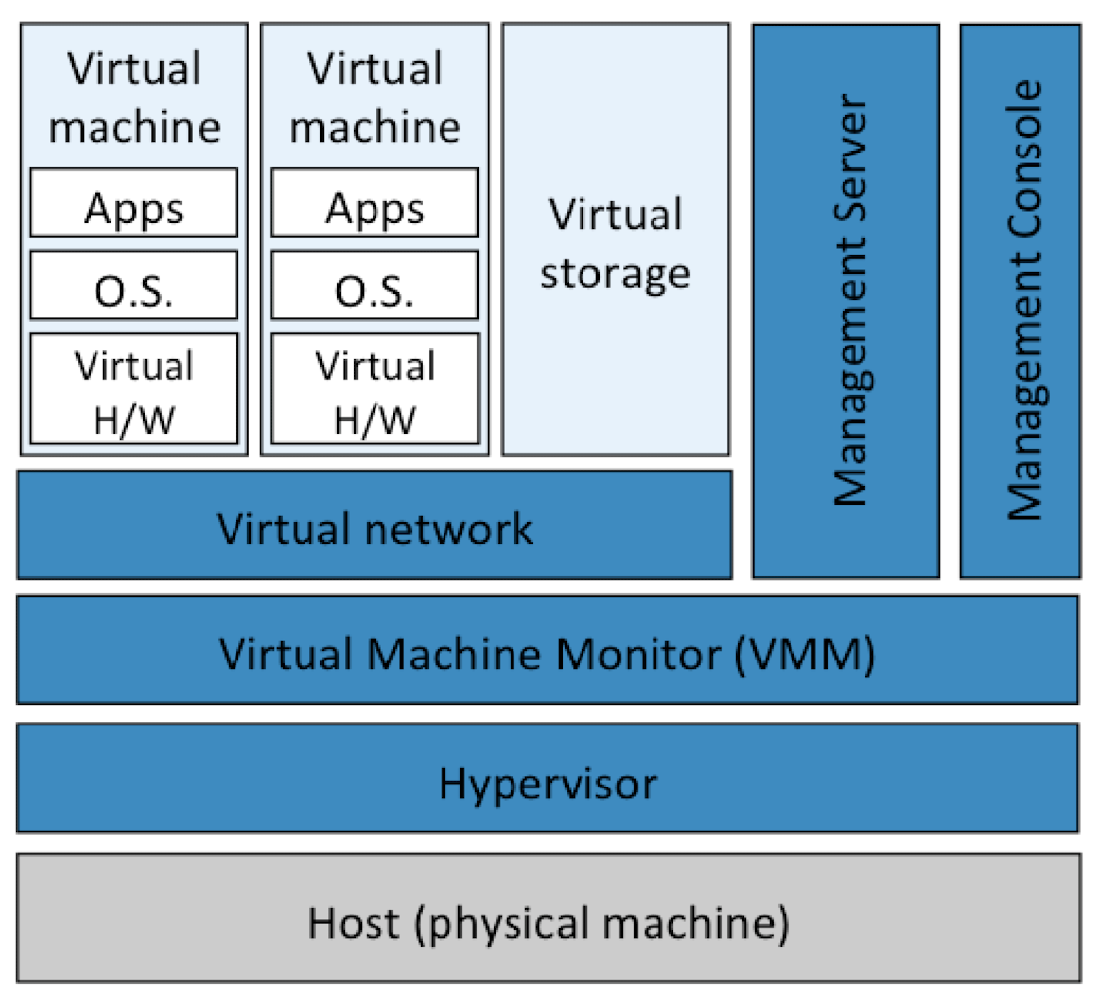 Virtual
machine
Apps
O.S.
Virtual
H/W
Virtual
machine
Apps
O.S.
Virtual
H/W
Virtual
storage
Management Server
Management Console
Virtual network
Virtual Machine Monitor (VMM)
Hypervisor
Host (physical machine)